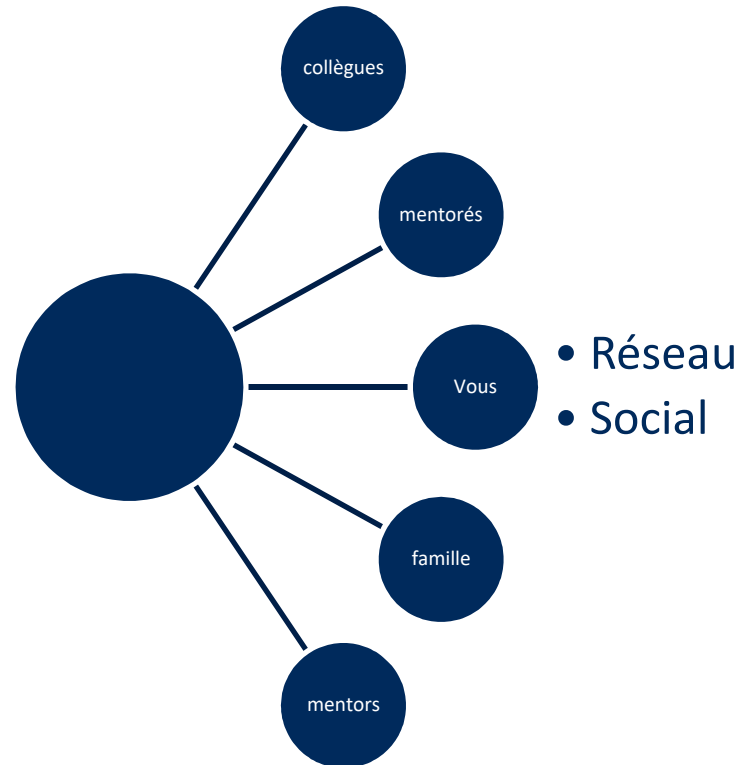 collègues
mentorés
Vous
• Réseau
• Social
famille
mentors